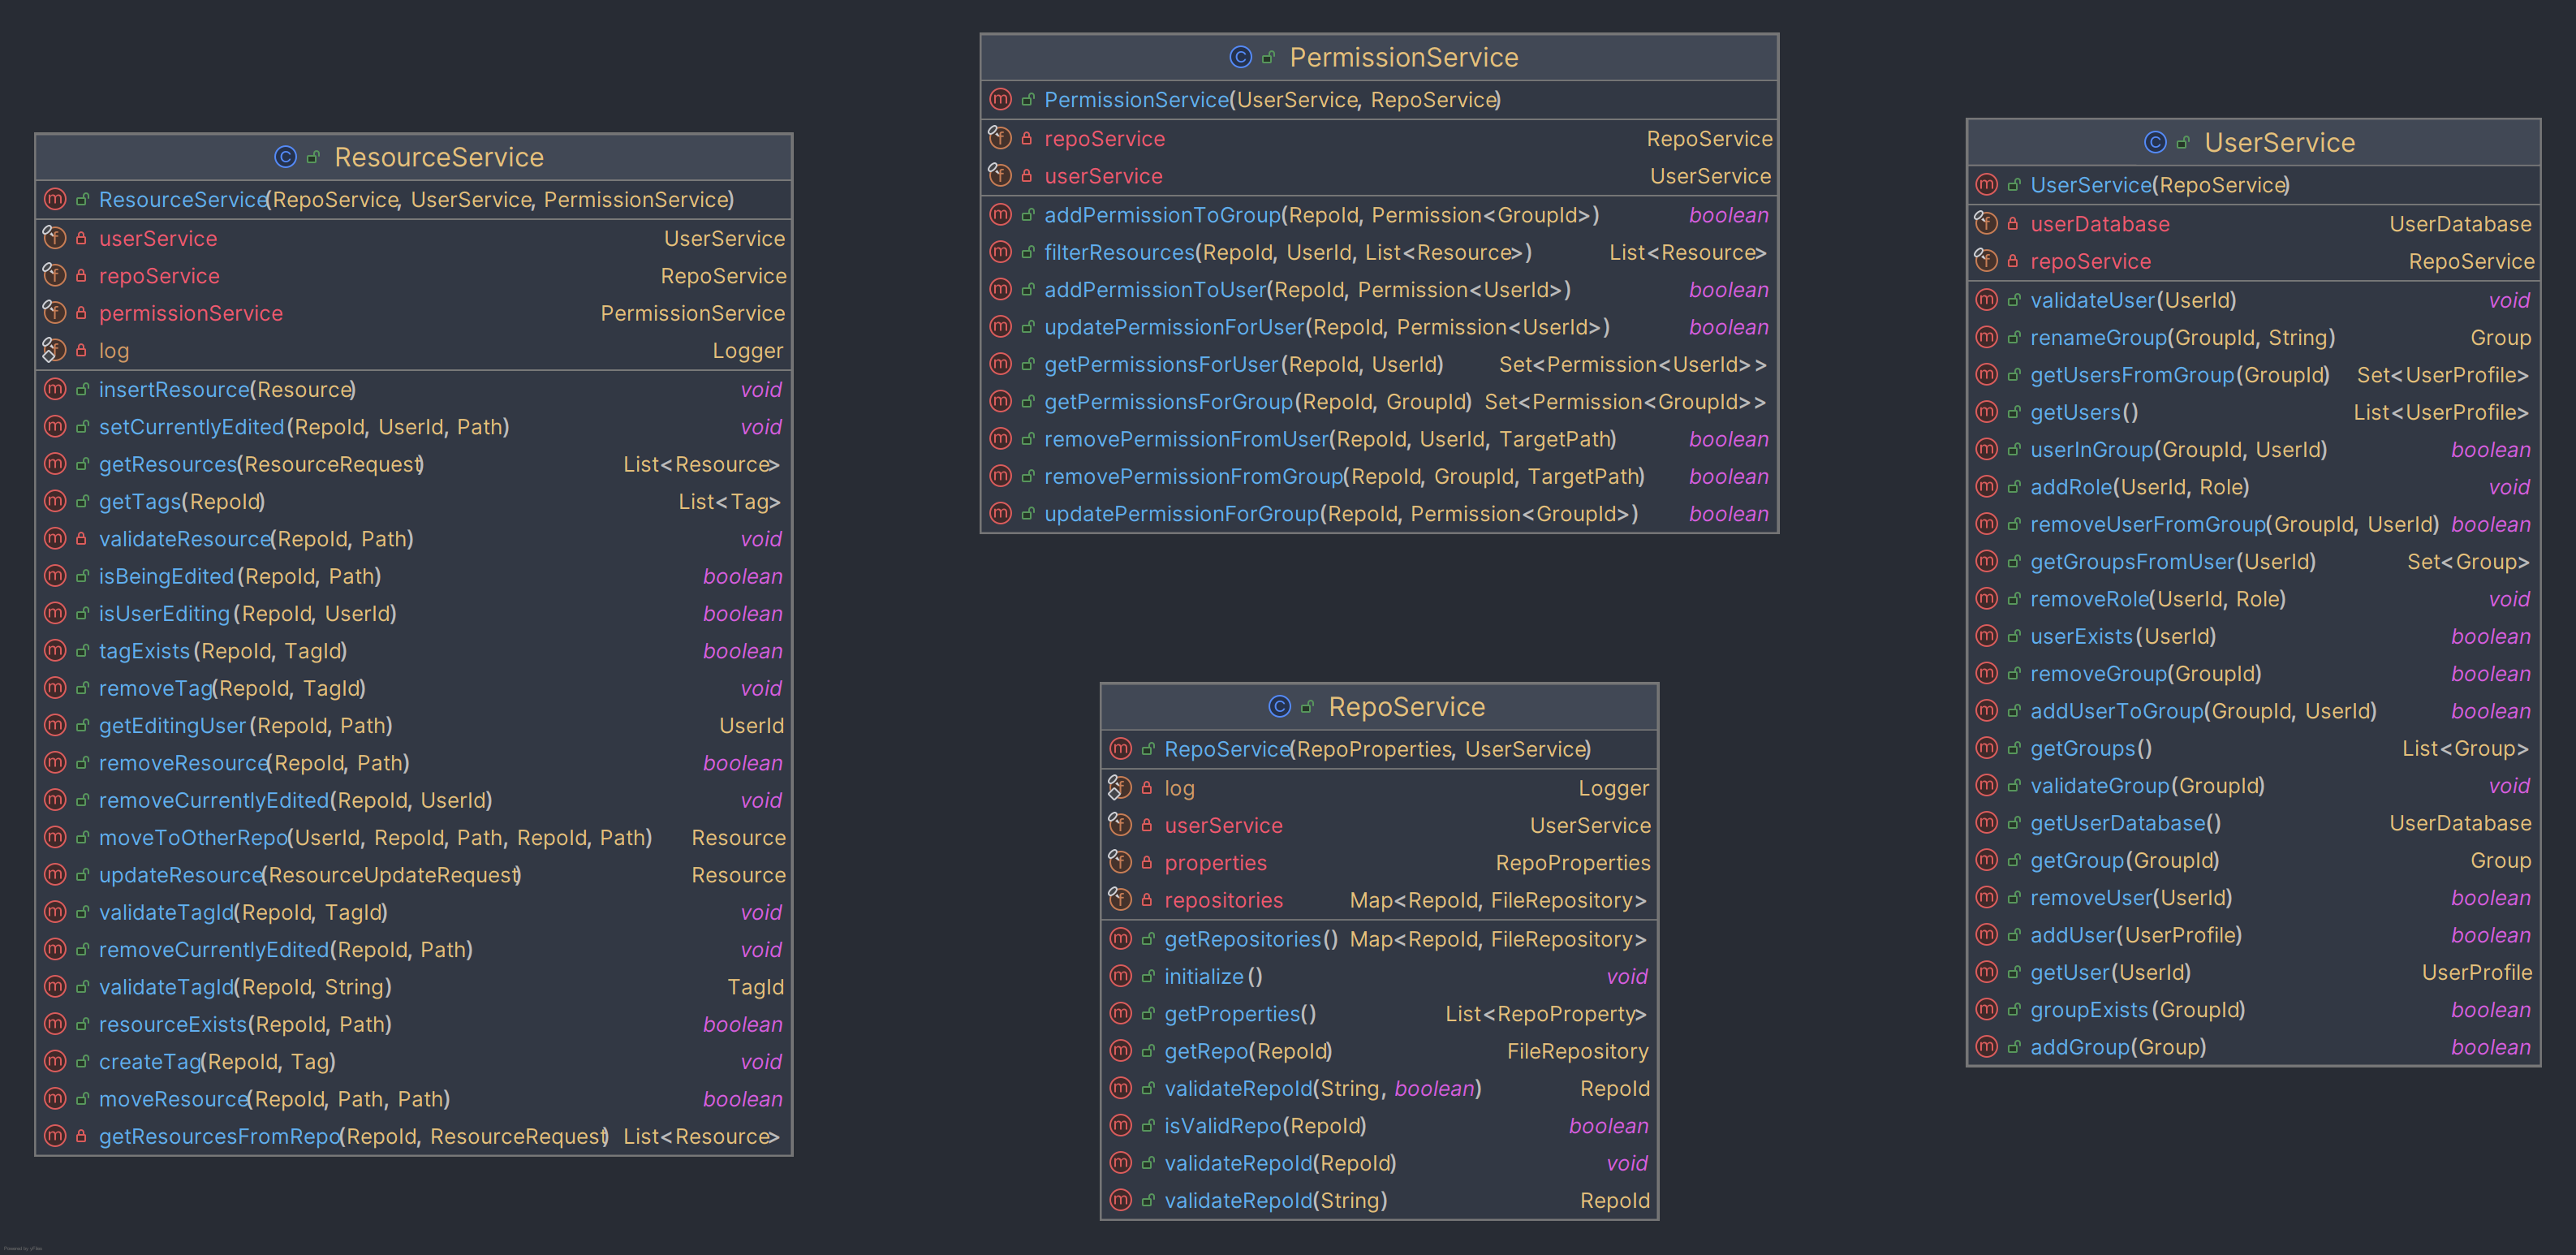 ResourceService
ResourceService(RepoService, UserService, PermissionService)
userService UserService
repoService RepoService
permissionService PermissionService
log Logger
insertResource(Resource) void
setCurrentlyEdited(RepoId, UserId, Path) void
getResources(ResourceRequest) List<Resource>
getTags(RepoId) List<Tag>
validateResource(RepoId, Path) void
isBeingEdited(RepoId, Path) boolean
isUserEditing(RepoId, UserId) boolean
tagExists(RepoId, TagId) boolean
removeTag(RepoId, TagId) void
getEditingUser(RepoId, Path) UserId
removeResource(RepoId, Path) boolean
removeCurrentlyEdited(RepoId, UserId) void
moveToOtherRepo(UserId, RepoId, Path, RepoId, Path) Resource
updateResource(ResourceUpdateRequest) Resource
validateTagId(RepoId, TagId) void
removeCurrentlyEdited(RepoId, Path) void
validateTagId(RepoId, String) TagId
resourceExists(RepoId, Path) boolean
createTag(RepoId, Tag) void
moveResource(RepoId, Path, Path) boolean
getResourcesFromRepo(RepoId, ResourceRequest) List<Resource>
PermissionService
PermissionService(UserService, RepoService)
repoService RepoService
userService UserService
addPermissionToGroup(RepoId, Permission<GroupId>) boolean
filterResources(RepoId, UserId, List<Resource>) List<Resource>
addPermissionToUser(RepoId, Permission<UserId>) boolean
updatePermissionForUser(RepoId, Permission<UserId>) boolean
getPermissionsForUser(RepoId, UserId) Set<Permission<UserId>>
getPermissionsForGroup(RepoId, GroupId) Set<Permission<GroupId>>
removePermissionFromUser(RepoId, UserId, TargetPath) boolean
removePermissionFromGroup(RepoId, GroupId, TargetPath) boolean
updatePermissionForGroup(RepoId, Permission<GroupId>) boolean
RepoService
RepoService(RepoProperties, UserService)
log Logger
userService UserService
properties RepoProperties
repositories Map<RepoId, FileRepository>
getRepositories() Map<RepoId, FileRepository>
initialize() void
getProperties() List<RepoProperty>
getRepo(RepoId) FileRepository
validateRepoId(String, boolean) RepoId
isValidRepo(RepoId) boolean
validateRepoId(RepoId) void
validateRepoId(String) RepoId
UserService
UserService(RepoService)
userDatabase UserDatabase
repoService RepoService
validateUser(UserId) void
renameGroup(GroupId, String) Group
getUsersFromGroup(GroupId) Set<UserProfile>
getUsers() List<UserProfile>
userInGroup(GroupId, UserId) boolean
addRole(UserId, Role) void
removeUserFromGroup(GroupId, UserId) boolean
getGroupsFromUser(UserId) Set<Group>
removeRole(UserId, Role) void
userExists(UserId) boolean
removeGroup(GroupId) boolean
addUserToGroup(GroupId, UserId) boolean
getGroups() List<Group>
validateGroup(GroupId) void
getUserDatabase() UserDatabase
getGroup(GroupId) Group
removeUser(UserId) boolean
addUser(UserProfile) boolean
getUser(UserId) UserProfile
groupExists(GroupId) boolean
addGroup(Group) boolean